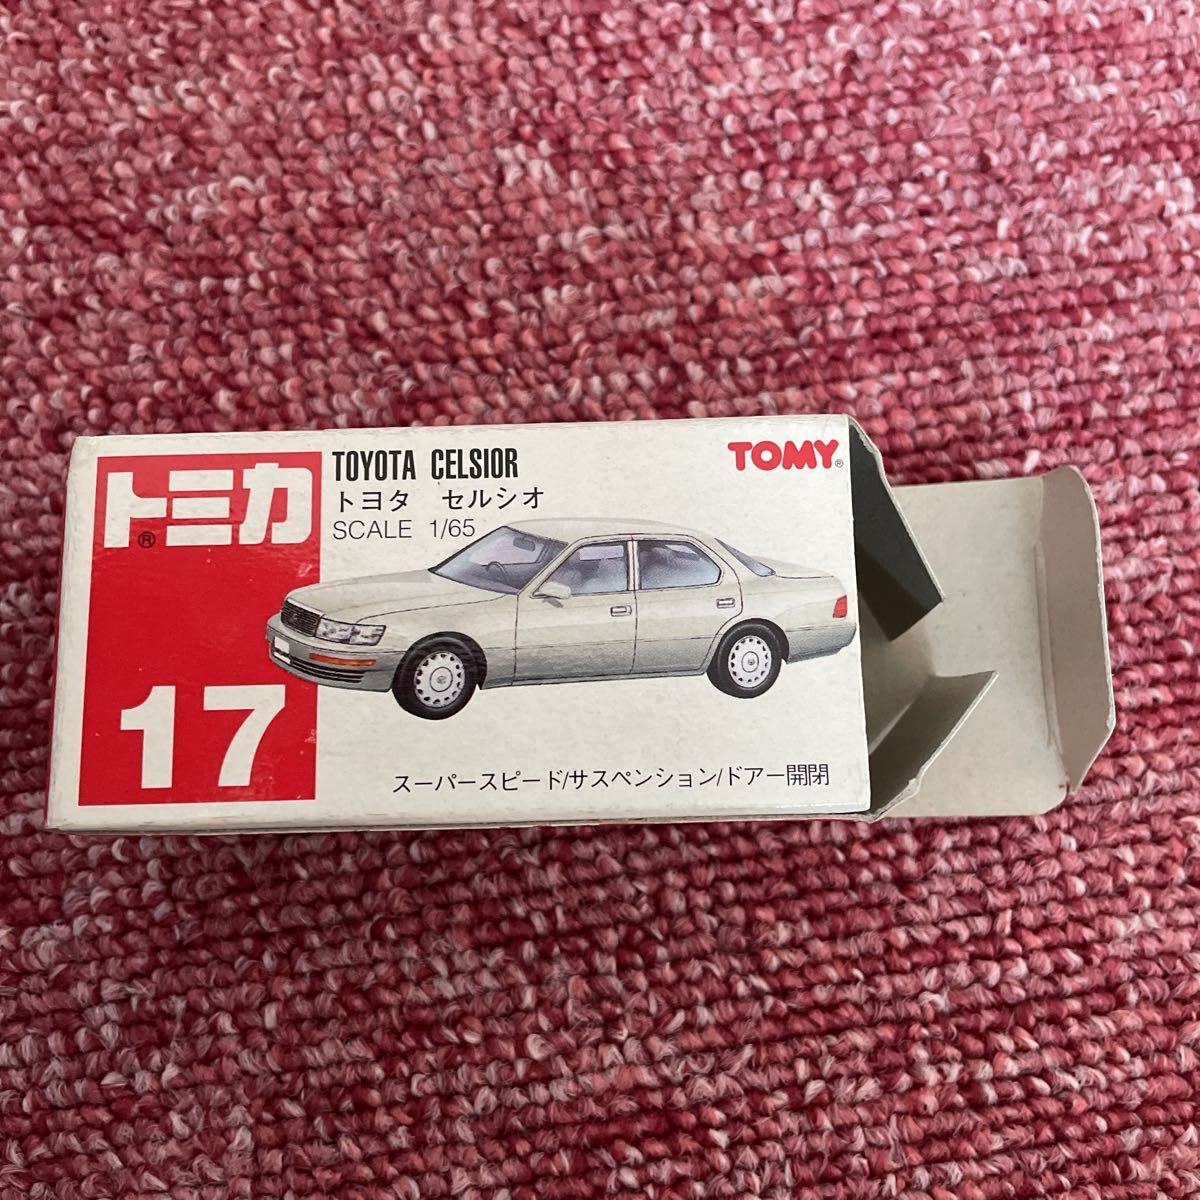 トミカ®
17
TOYOTA CELSIOR
トヨタ セルシオ
SCALE 1/65
TOMY®
スーパースピード/サスペンション/ドアー開閉